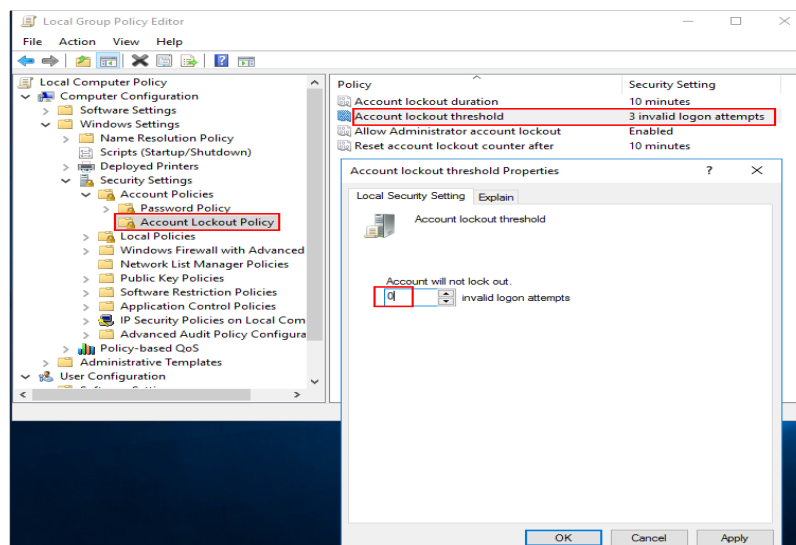 Local Group Policy Editor
File Action View Help
Local Computer Policy
Computer Configuration
Software Settings
Windows Settings
Name Resolution Policy
Scripts (Startup/Shutdown)
Deployed Printers
Security Settings
Account Policies
Password Policy
Account Lockout Policy
Local Policies
Windows Firewall with Advanced
Network List Manager Policies
Public Key Policies
Software Restriction Policies
Application Control Policies
IP Security Policies on Local Com
Advanced Audit Policy Configura
Policy-based QoS
Administrative Templates
User Configuration
Policy Security Setting
Account lockout duration 10 minutes
Account lockout threshold 3 invalid logon attempts
Allow Administrator account lockout Enabled
Reset account lockout counter after 10 minutes
Account lockout threshold Properties
Local Security Setting Explain
Account lockout threshold
Account will not lock out.
0 invalid logon attempts
OK Cancel Apply